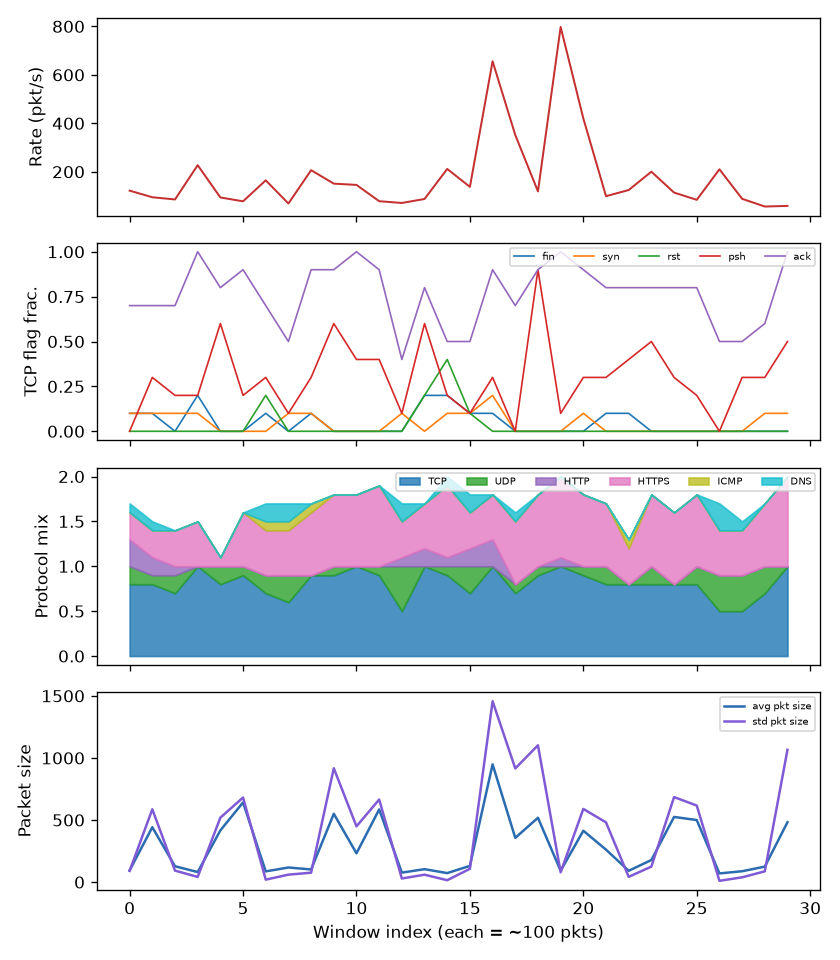 800
600
400
200
Rate (pkt/s)
1.00
0.75
0.50
0.25
0.00
TCP flag frac.
fin syn rst psh ack
2.0
1.5
1.0
0.5
0.0
Protocol mix
TCP UDP HTTP HTTPS ICMP DNS
1500
1000
500
0
Packet size
avg pkt size
std pkt size
0 5 10 15 20 25 30
Window index (each = ~100 pkts)